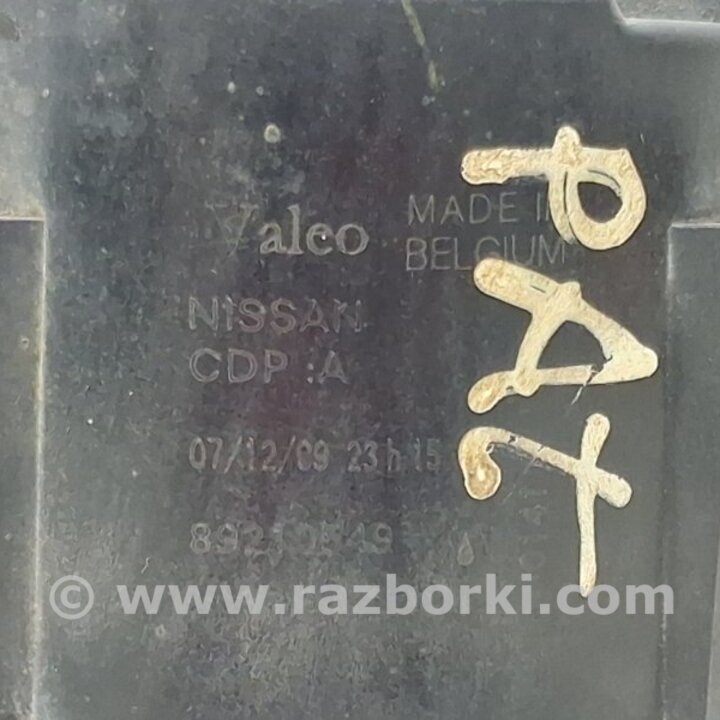 Valeo
MADE IN
BELGIUM
NISSAN
CDP :A
07/12/09 23h15
© www.razborki.com